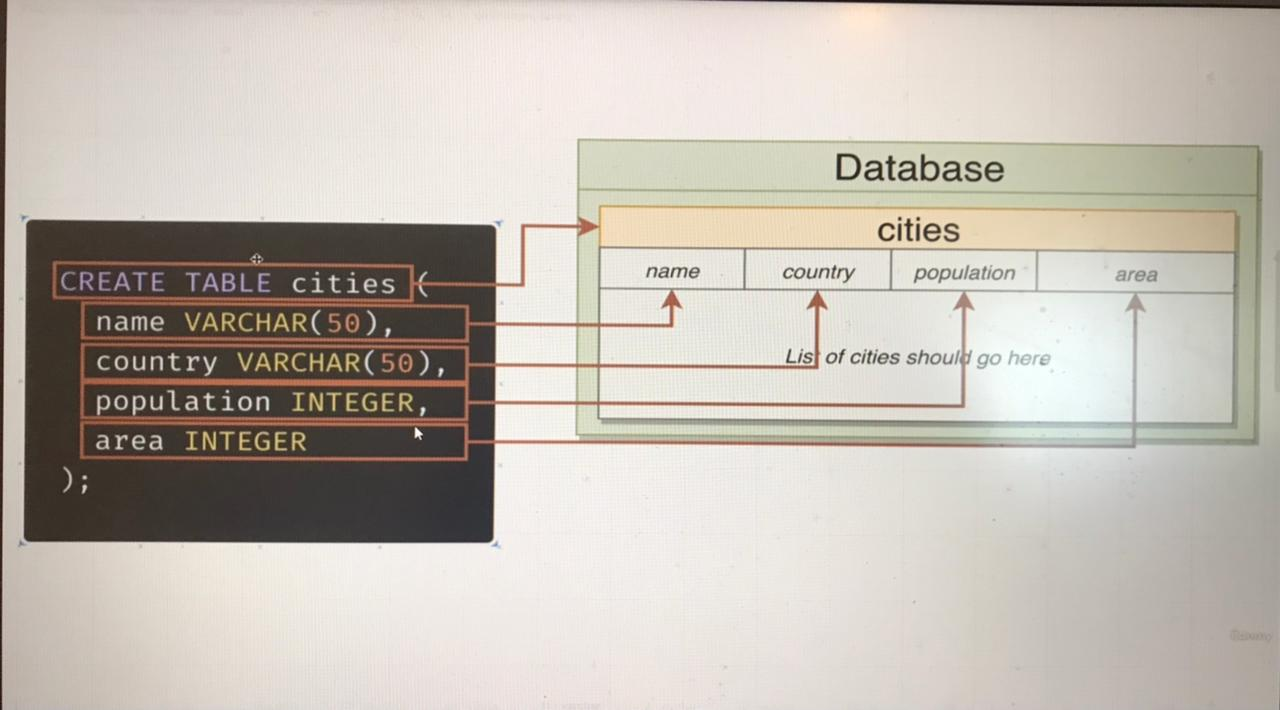 CREATE TABLE cities (
name VARCHAR(50),
country VARCHAR(50),
population INTEGER,
area INTEGER
);
Database
cities
name country population area
List of cities should go here